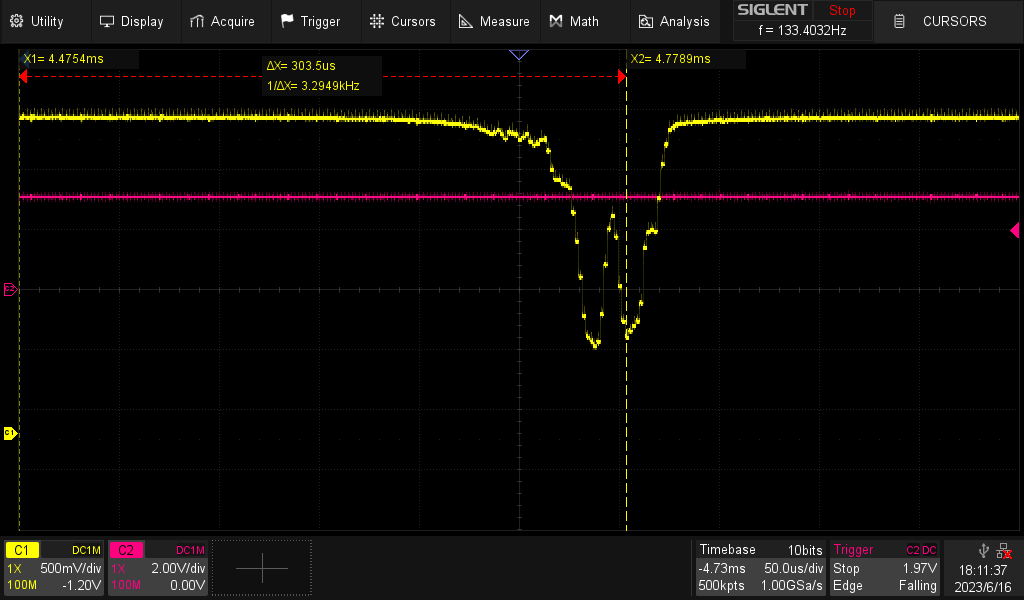 Utility Display Acquire Trigger Cursors Measure Math Analysis SIGLENT Stop CURSORS
f = 133.4032Hz
X1= 4.4754ms X2= 4.7789ms
ΔX= 303.5us
1/ΔX= 3.2949kHz
C2
C1
C1 DC1M C2 DC1M Timebase 10bits Trigger C2 DC
1X 500mV/div 1X 2.00V/div -4.73ms 50.0us/div Stop 1.97V 18:11:37
100M -1.20V 100M 0.00V 500kpts 1.00GSa/s Edge Falling 2023/6/16